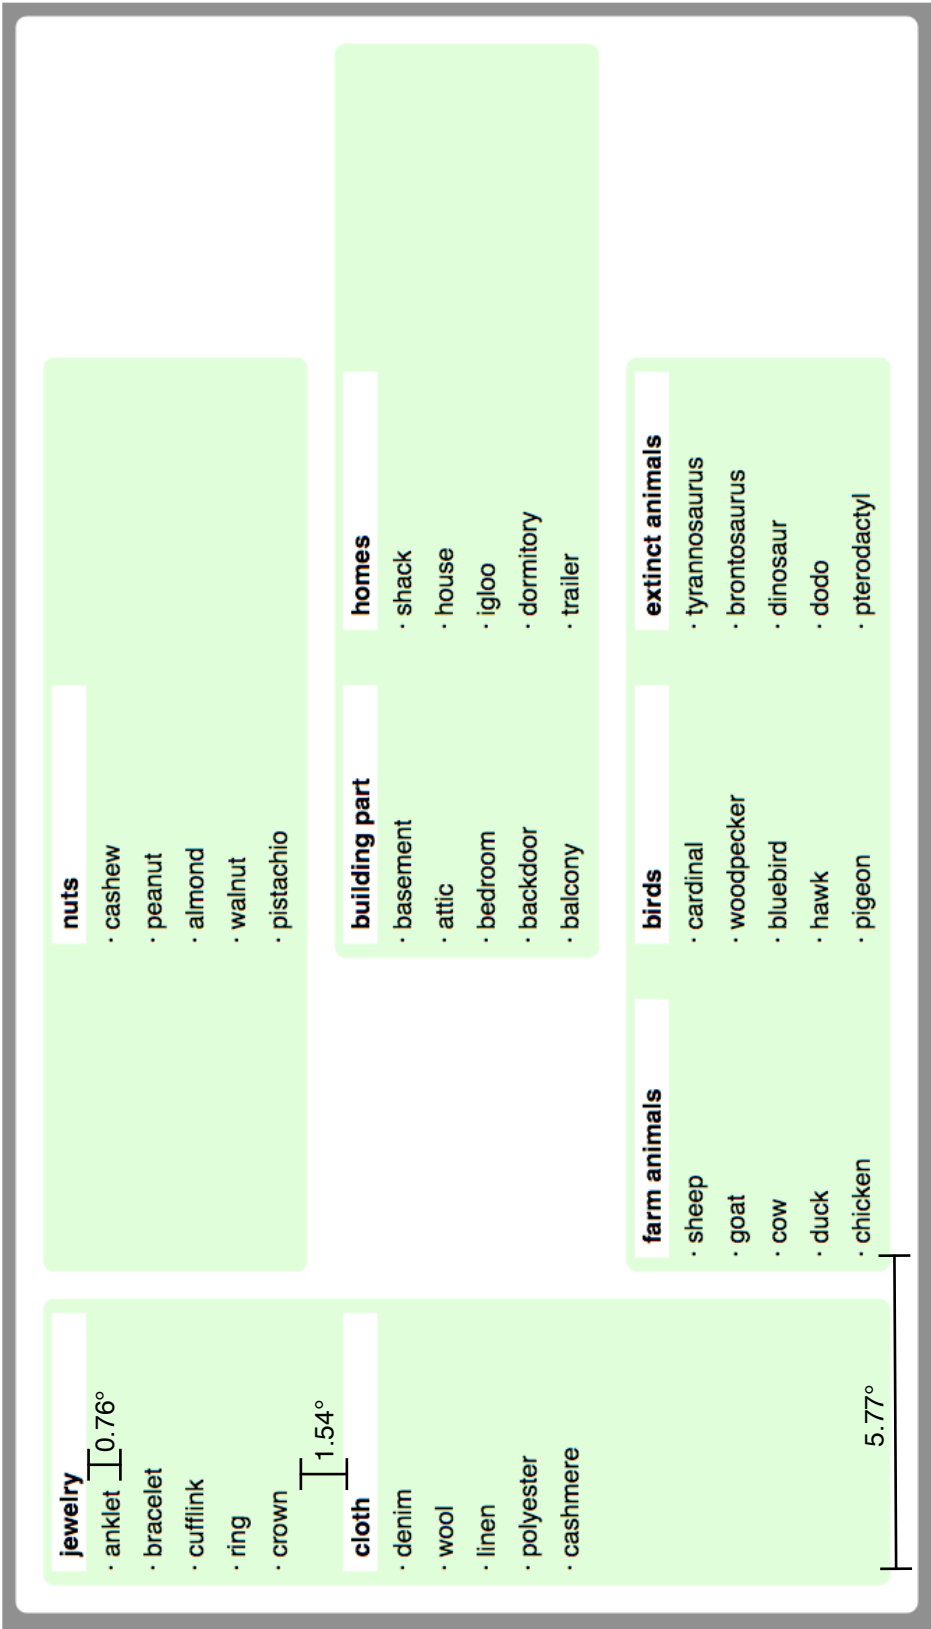 jewelry
· anklet
· bracelet
· cufflink
· ring
· crown
0.76°
1.54°
cloth
· denim
· wool
· linen
· polyester
· cashmere
5.77°
nuts
· cashew
· peanut
· almond
· walnut
· pistachio
building part
· basement
· attic
· bedroom
· backdoor
· balcony
homes
· shack
· house
· igloo
· dormitory
· trailer
farm animals
· sheep
· goat
· cow
· duck
· chicken
birds
· cardinal
· woodpecker
· bluebird
· hawk
· pigeon
extinct animals
· tyrannosaurus
· brontosaurus
· dinosaur
· dodo
· pterodactyl